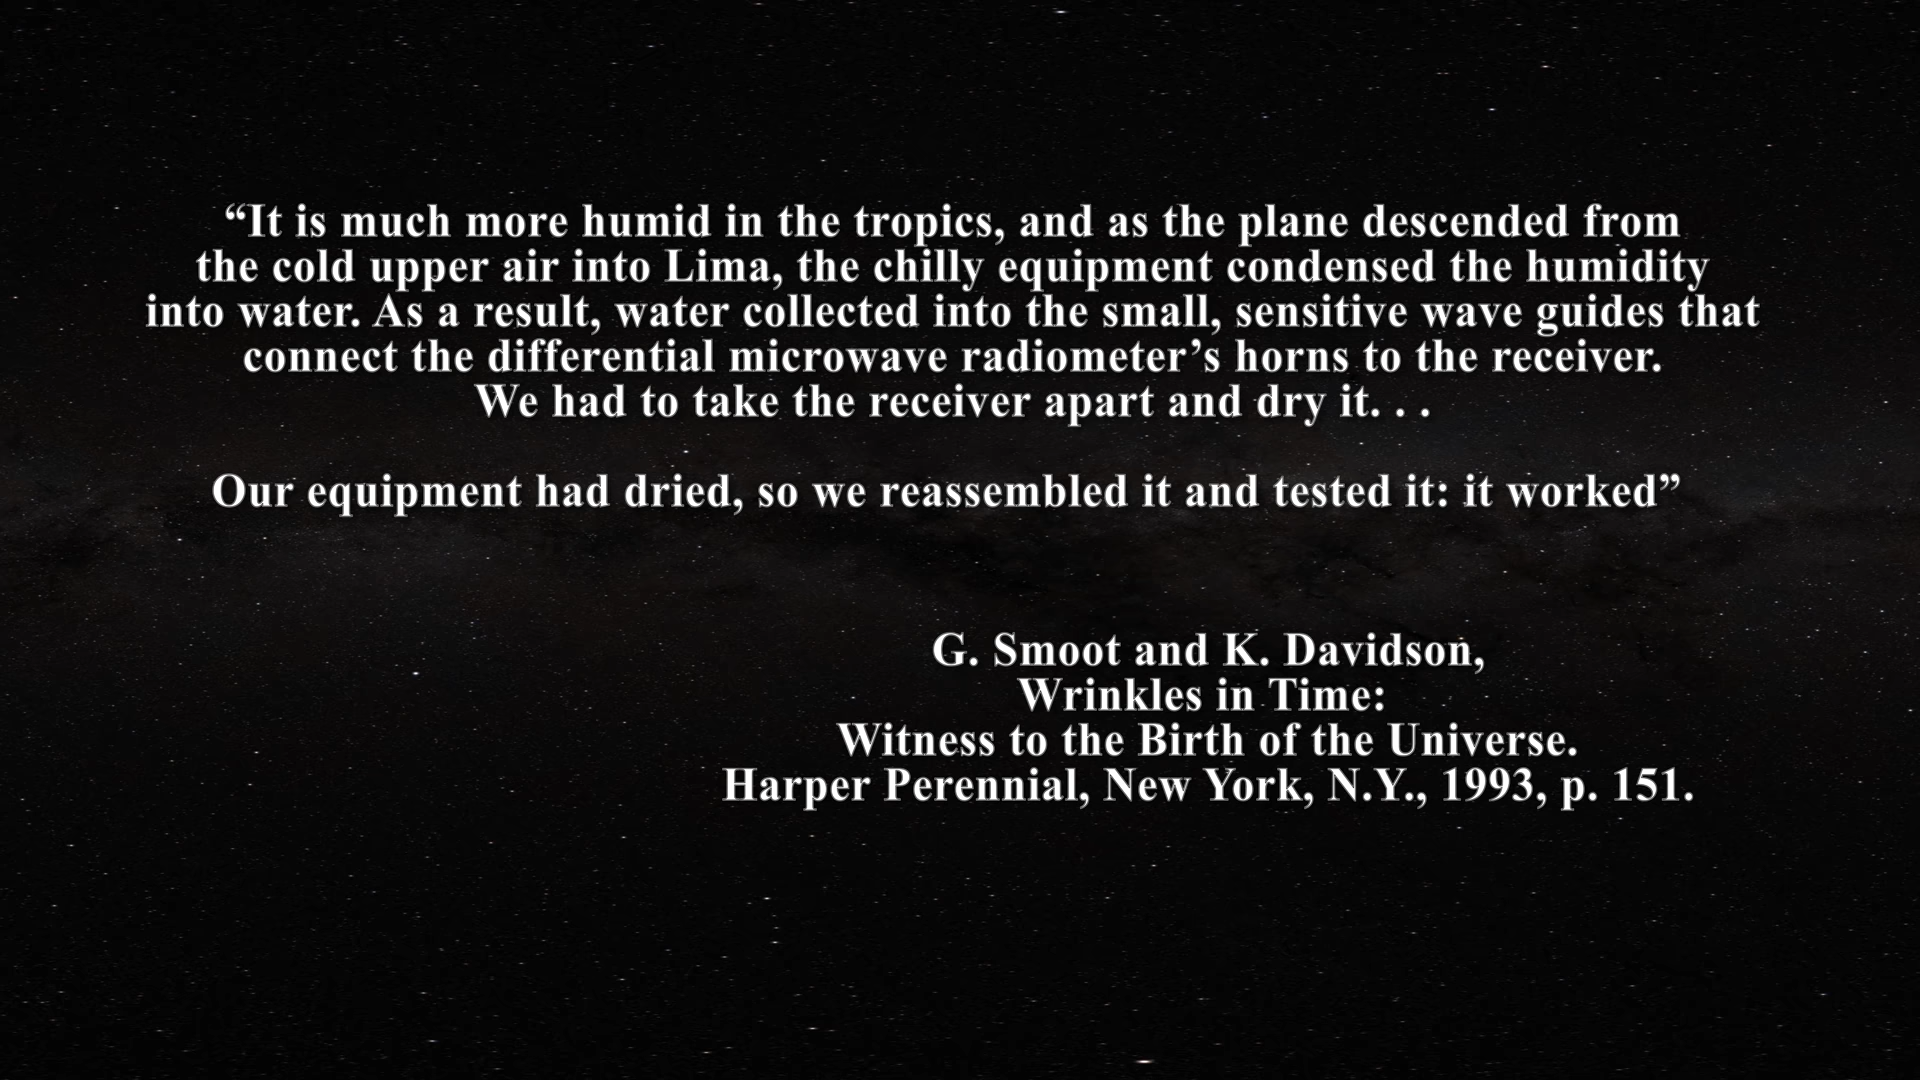 “It is much more humid in the tropics, and as the plane descended from
the cold upper air into Lima, the chilly equipment condensed the humidity
into water. As a result, water collected into the small, sensitive wave guides that
connect the differential microwave radiometer’s horns to the receiver.
We had to take the receiver apart and dry it. . .
Our equipment had dried, so we reassembled it and tested it: it worked”
G. Smoot and K. Davidson,
Wrinkles in Time:
Witness to the Birth of the Universe.
Harper Perennial, New York, N.Y., 1993, p. 151.